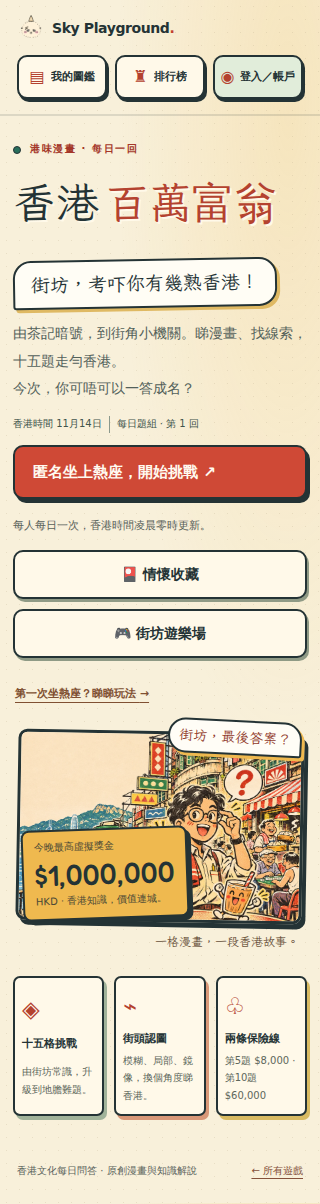 Sky Playground.
我的圖鑑
排行榜
登入／帳戶
港味漫畫 · 每日一回
香港百萬富翁
街坊，考吓你有幾熟香港！
由茶記暗號，到街角小機關。睇漫畫、找線索，
十五題走勻香港。
今次，你可唔可以一答成名？
香港時間 11月14日
每日題組 · 第 1 回
匿名坐上熱座，開始挑戰 ↗
每人每日一次，香港時間凌晨零時更新。
情懷收藏
街坊遊樂場
第一次坐熱座？睇睇玩法 →
街坊，最後答案？
?
今晚最高虛擬獎金
$1,000,000
HKD · 香港知識，價值連城。
一格漫畫，一段香港故事。
十五格挑戰
由街坊常識，升
級到地膽難題。
街頭認圖
模糊、局部、鏡
像，換個角度睇
香港。
兩條保險線
第5題 $8,000 ·
第10題
$60,000
香港文化每日問答 · 原創漫畫與知識解說
← 所有遊戲